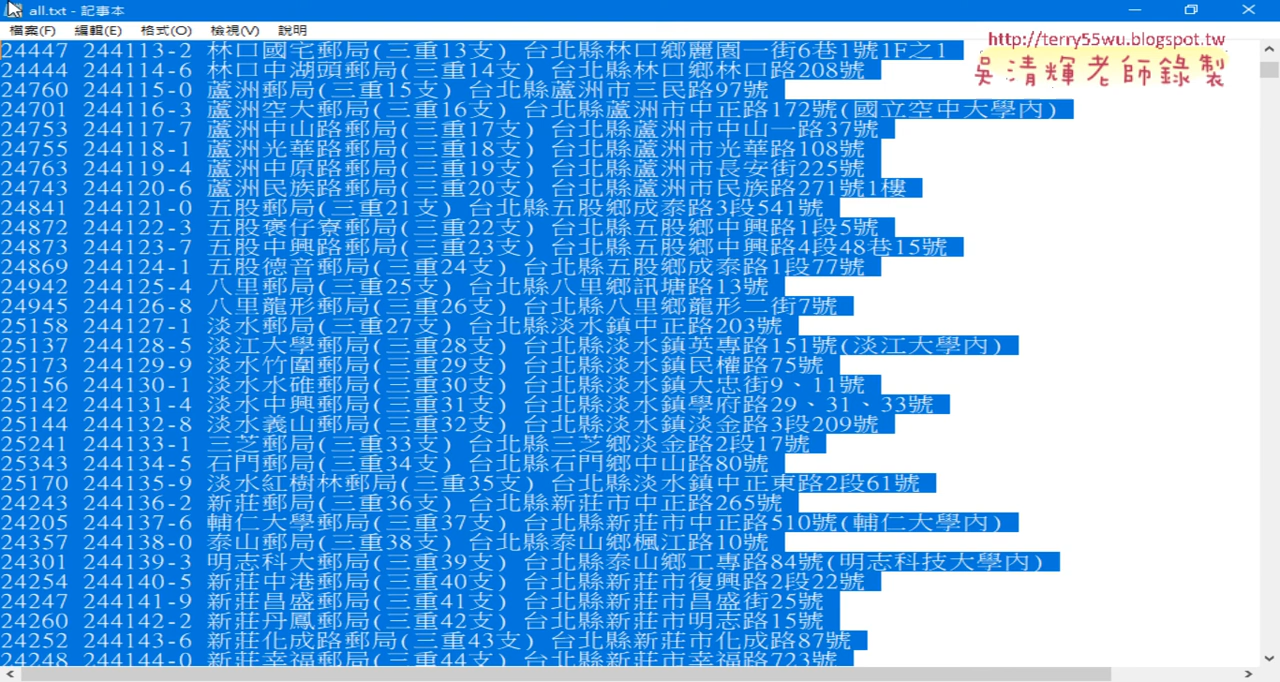 all.txt - 記事本
檔案(F) 編輯(E) 格式(O) 檢視(V) 說明
http://terry55wu.blogspot.tw
吳清輝老師錄製
24447 244113-2 林口國宅郵局(三重13支) 台北縣林口鄉麗園一街6巷1號1F之1
24444 244114-6 林口中湖頭郵局(三重14支) 台北縣林口鄉林口路208號
24760 244115-0 蘆洲郵局(三重15支) 台北縣蘆洲市三民路97號
24701 244116-3 蘆洲空大郵局(三重16支) 台北縣蘆洲市中正路172號(國立空中大學內)
24753 244117-7 蘆洲中山路郵局(三重17支) 台北縣蘆洲市中山一路37號
24755 244118-1 蘆洲光華路郵局(三重18支) 台北縣蘆洲市光華路108號
24763 244119-4 蘆洲中原路郵局(三重19支) 台北縣蘆洲市長安街225號
24743 244120-6 蘆洲民族路郵局(三重20支) 台北縣蘆洲市民族路271號1樓
24841 244121-0 五股郵局(三重21支) 台北縣五股鄉成泰路3段541號
24872 244122-3 五股褒仔寮郵局(三重22支) 台北縣五股鄉中興路1段5號
24873 244123-7 五股中興路郵局(三重23支) 台北縣五股鄉中興路4段48巷15號
24869 244124-1 五股德音郵局(三重24支) 台北縣五股鄉成泰路1段77號
24942 244125-4 八里郵局(三重25支) 台北縣八里鄉訊塘路13號
24945 244126-8 八里龍形郵局(三重26支) 台北縣八里鄉龍形二街7號
25158 244127-1 淡水郵局(三重27支) 台北縣淡水鎮中正路203號
25137 244128-5 淡江大學郵局(三重28支) 台北縣淡水鎮英專路151號(淡江大學內)
25173 244129-9 淡水竹圍郵局(三重29支) 台北縣淡水鎮民權路75號
25156 244130-1 淡水水碓郵局(三重30支) 台北縣淡水鎮大忠街9、11號
25142 244131-4 淡水中興郵局(三重31支) 台北縣淡水鎮學府路29、31、33號
25144 244132-8 淡水義山郵局(三重32支) 台北縣淡水鎮淡金路3段209號
25241 244133-1 三芝郵局(三重33支) 台北縣三芝鄉淡金路2段17號
25343 244134-5 石門郵局(三重34支) 台北縣石門鄉中山路80號
25170 244135-9 淡水紅樹林郵局(三重35支) 台北縣淡水鎮中正東路2段61號
24243 244136-2 新莊郵局(三重36支) 台北縣新莊市中正路265號
24205 244137-6 輔仁大學郵局(三重37支) 台北縣新莊市中正路510號(輔仁大學內)
24357 244138-0 泰山郵局(三重38支) 台北縣泰山鄉楓江路10號
24301 244139-3 明志科大郵局(三重39支) 台北縣泰山鄉工專路84號(明志科技大學內)
24254 244140-5 新莊中港郵局(三重40支) 台北縣新莊市復興路2段22號
24247 244141-9 新莊昌盛郵局(三重41支) 台北縣新莊市昌盛街25號
24260 244142-2 新莊丹鳳郵局(三重42支) 台北縣新莊市明志路15號
24252 244143-6 新莊化成路郵局(三重43支) 台北縣新莊市化成路87號
24248 244144-0 新莊幸福郵局(三重44支) 台北縣新莊市幸福路723號